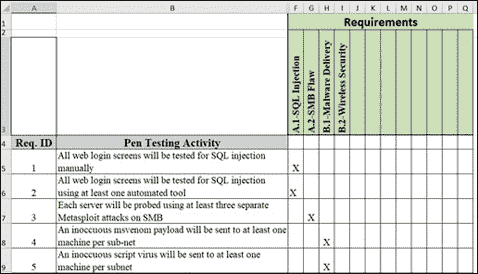 A B F G H I J K L M N O P Q
1 Requirements
2
3 A.1-SQL Injection A.2-SMB Flaw B.1-Malware Delivery B.2-Wireless Security
4 Req. ID Pen Testing Activity
All web login screens will be tested for SQL injection
5 1 manually X
All web login screens will be tested for SQL injection
6 2 using at least one automated tool X
Each server will be probed using at least three separate
7 3 Metasploit attacks on SMB X
An inoccuous msvenom payload will be sent to at least one
8 4 machine per sub-net X
An inoccuous script virus will be sent to at least one
9 5 machine per subnet X